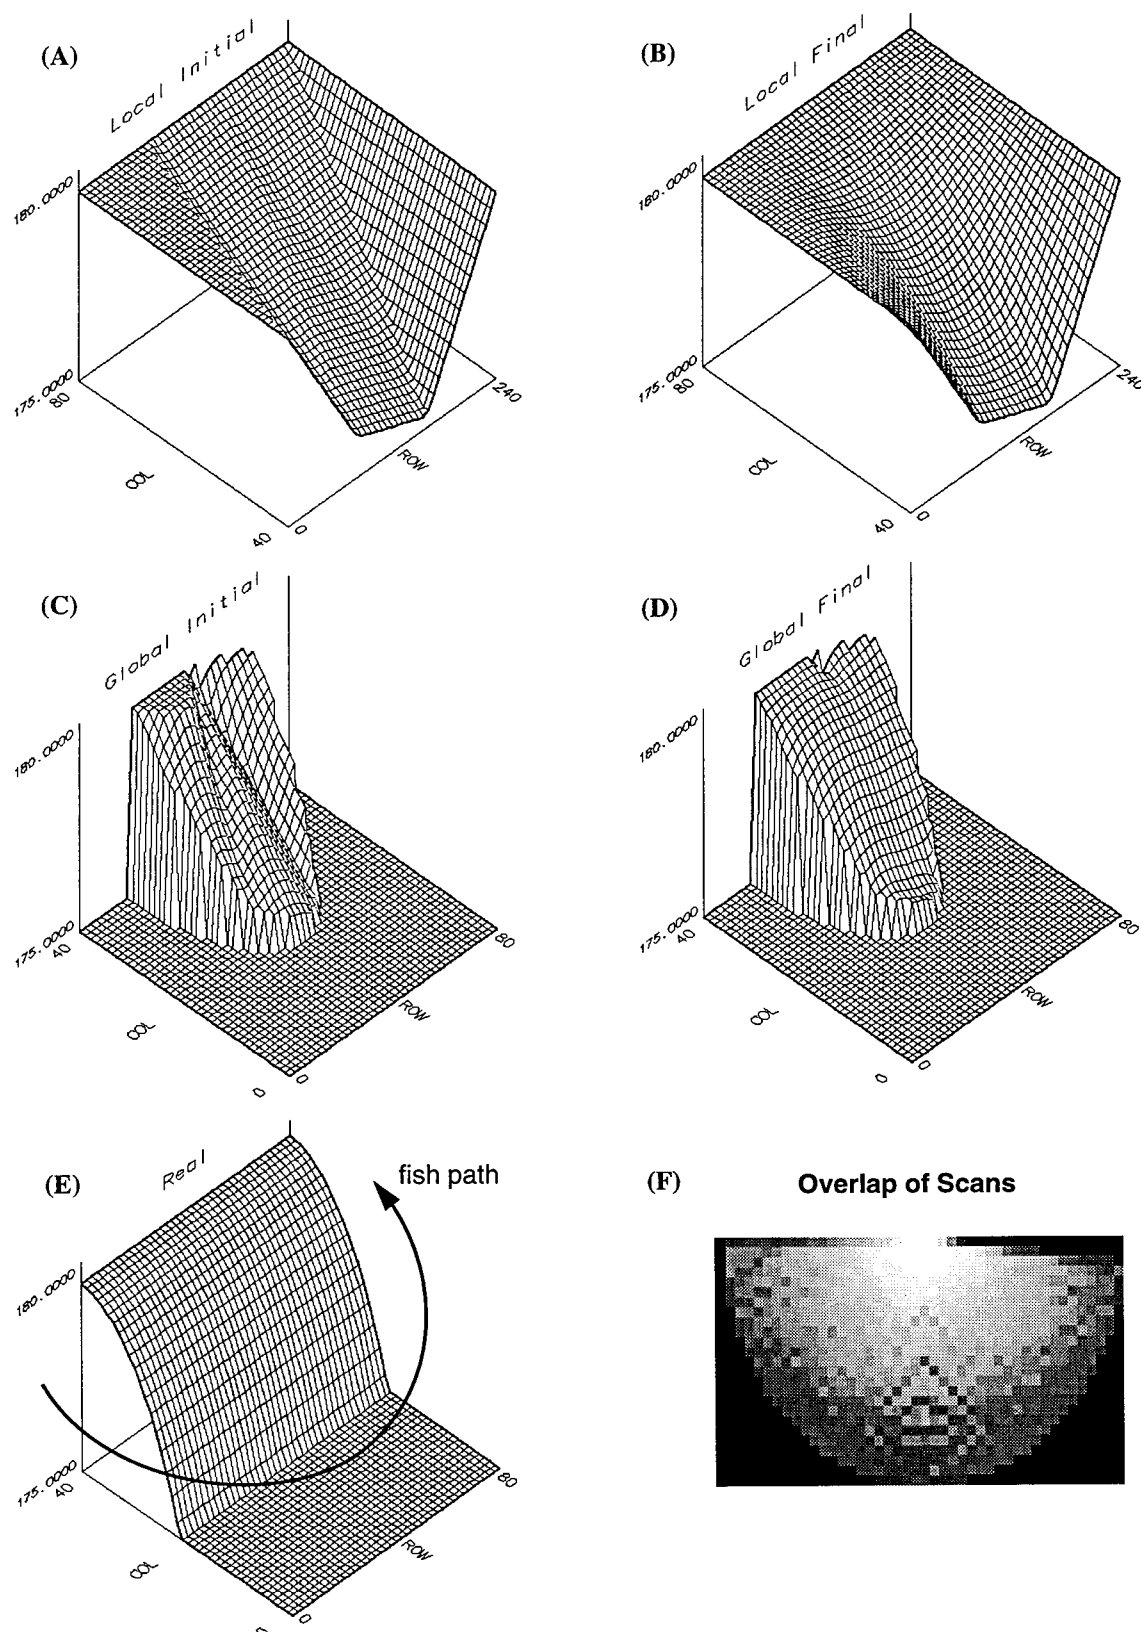 (A)
Local Initial
180.0000
175.0000
80
COL
40
0
ROW
240
(B)
Local Final
180.0000
175.0000
80
COL
40
0
ROW
240
(C)
Global Initial
180.0000
175.0000
40
COL
0
0
ROW
80
(D)
Global Final
180.0000
175.0000
40
COL
0
0
ROW
80
(E)
Real
fish path
180.0000
175.0000
40
COL
0
ROW
80
(F)
Overlap of Scans